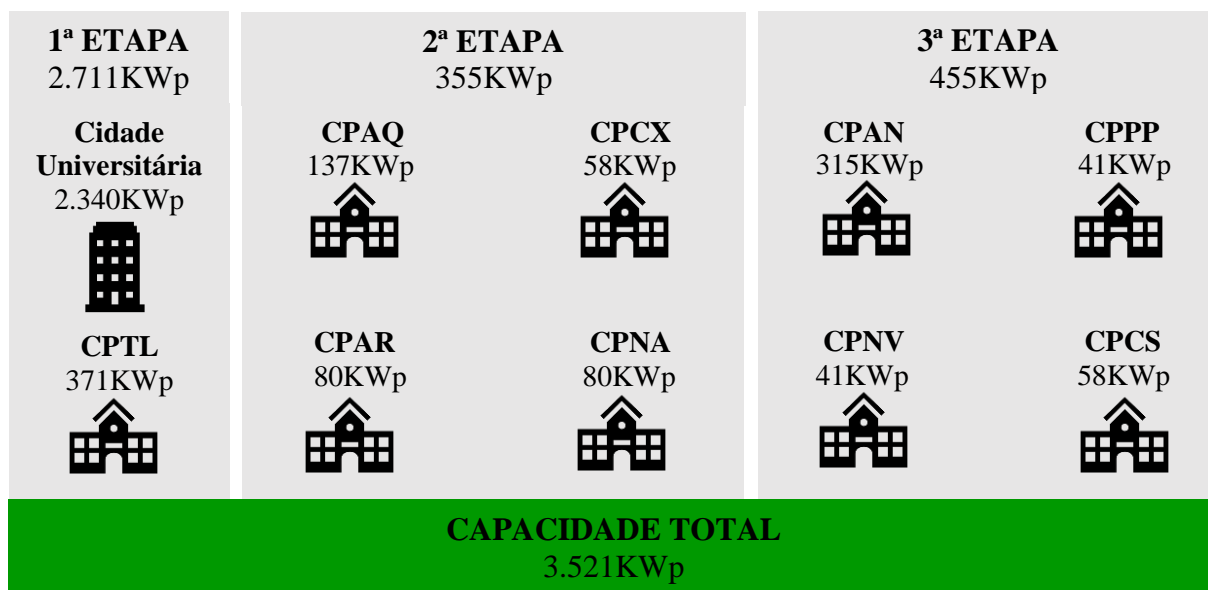 1ª ETAPA
2.711KWp
Cidade
Universitária
2.340KWp
CPTL
371KWp
2ª ETAPA
355KWp
CPAQ
137KWp
CPCX
58KWp
CPAR
80KWp
CPNA
80KWp
3ª ETAPA
455KWp
CPAN
315KWp
CPPP
41KWp
CPNV
41KWp
CPCS
58KWp
CAPACIDADE TOTAL
3.521KWp